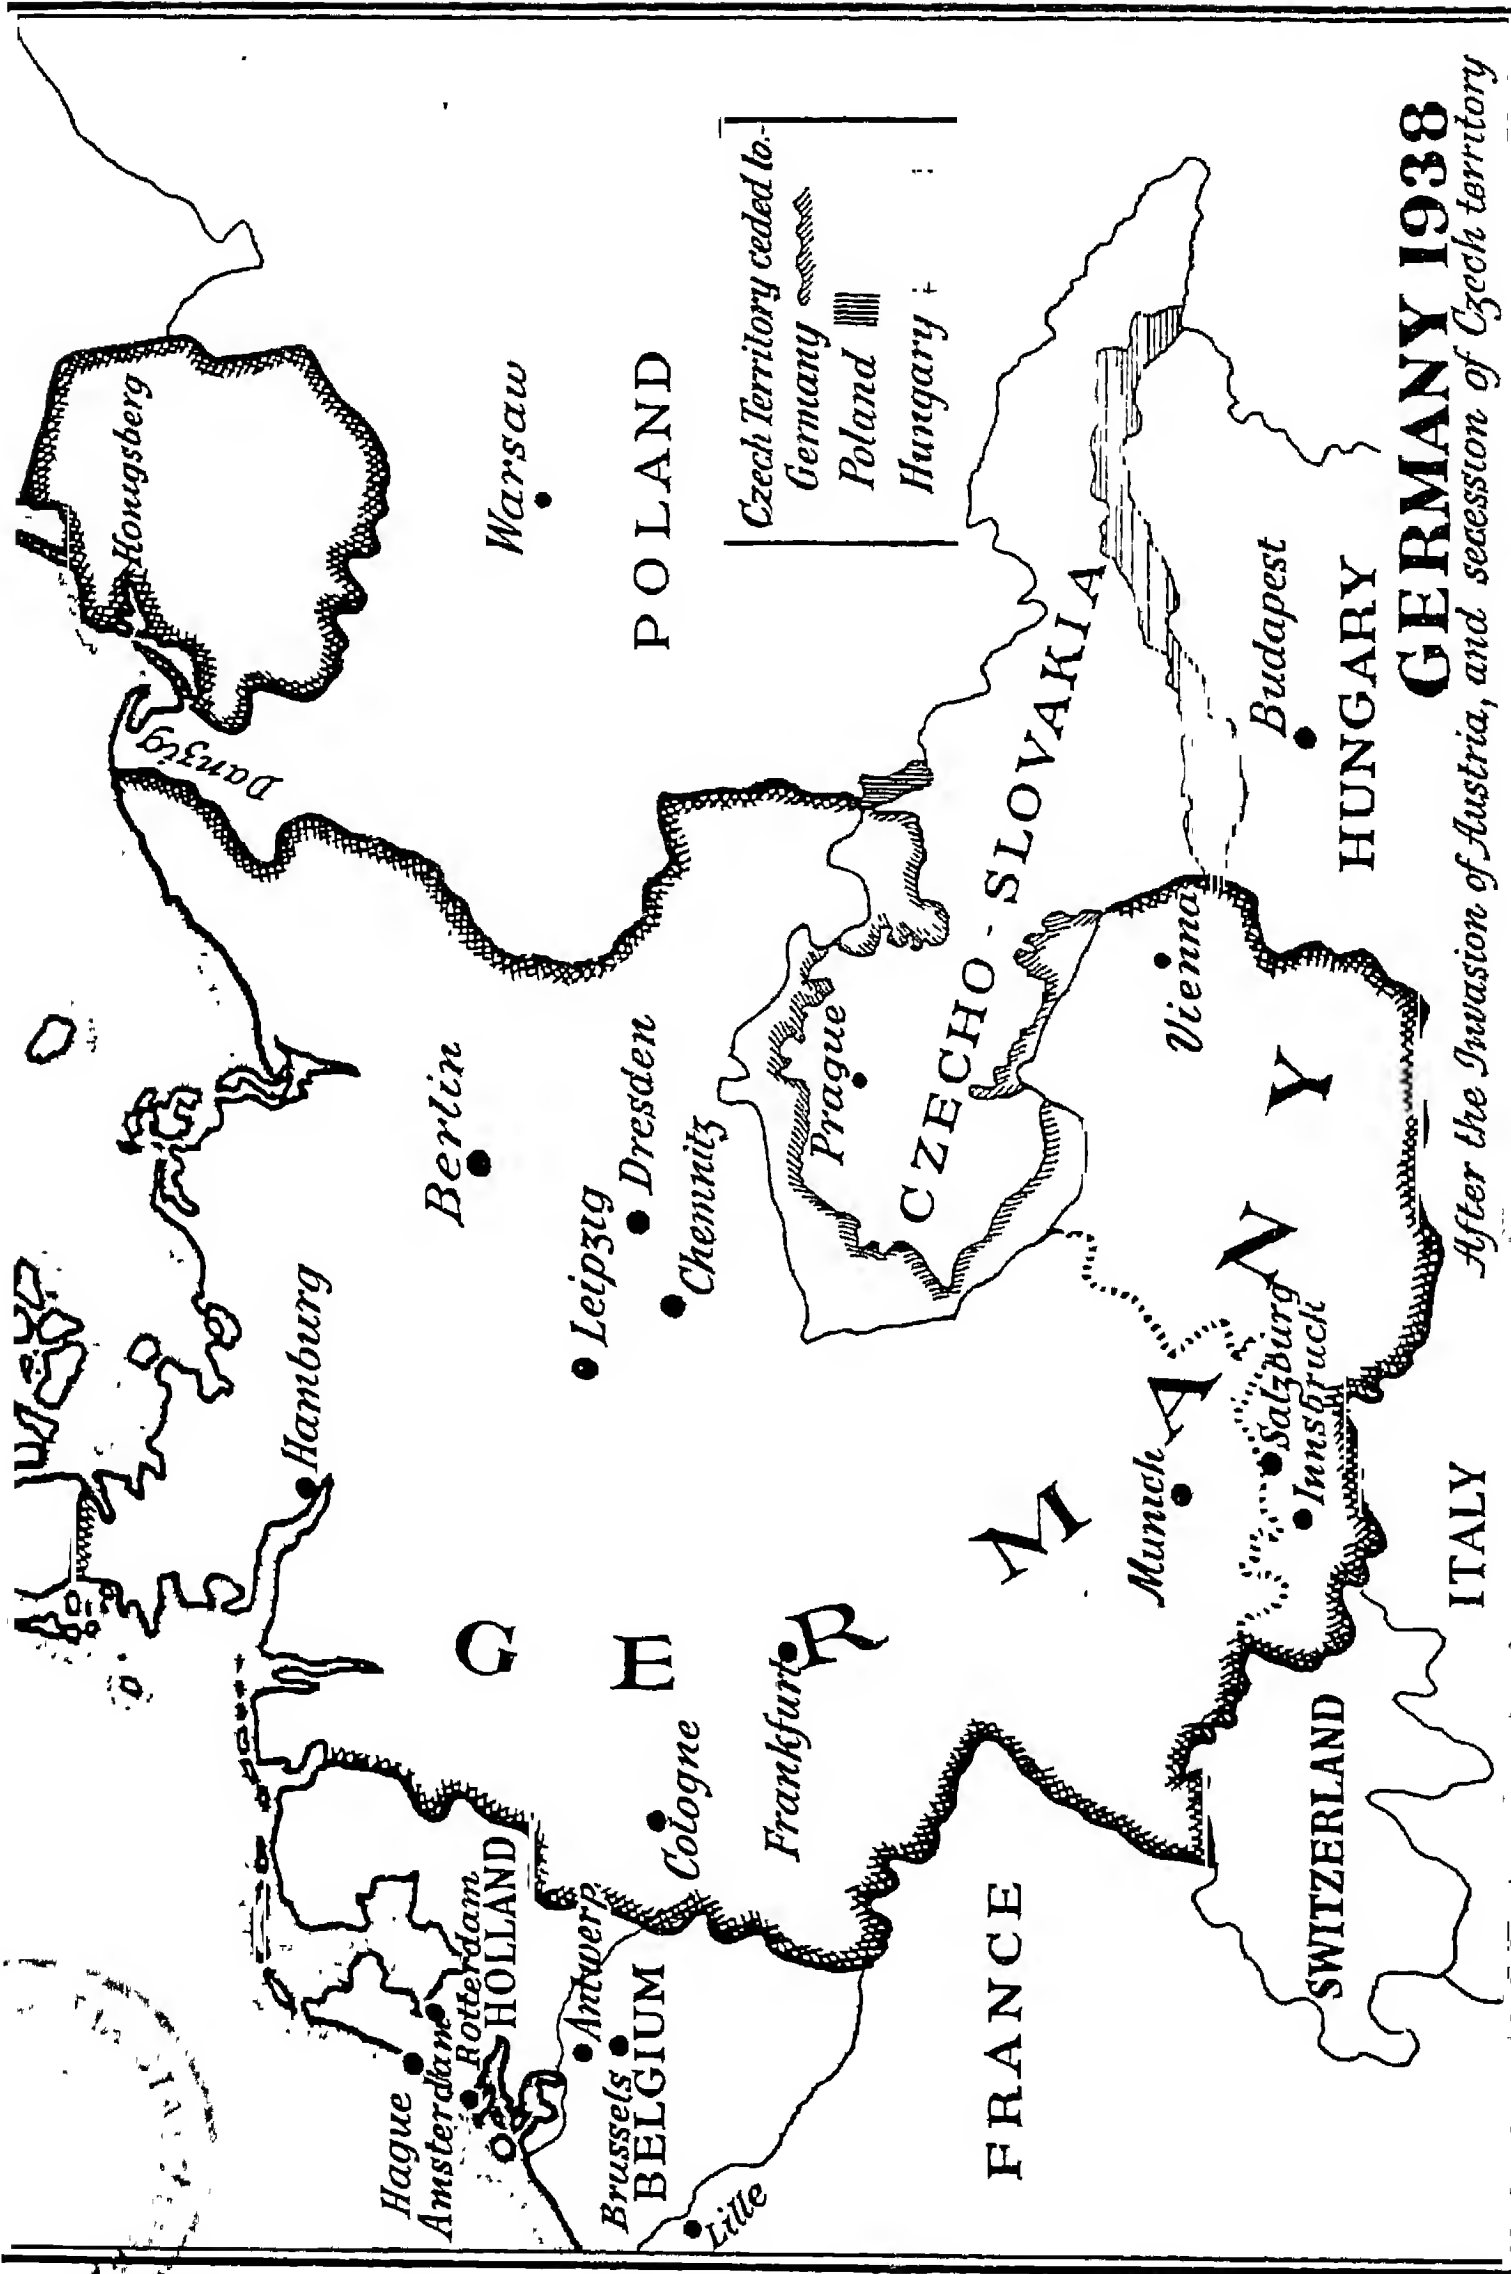 Honigsberg
Danzig
Hamburg
Berlin
Warsaw
POLAND
Hague
Amsterdam
Rotterdam
HOLLAND
Antwerp
Brussels
BELGIUM
Lille
Cologne
Frankfurt
Leipzig
Dresden
Chemnitz
Prague
CZECHO-SLOVAKIA
GERMANY
Czech Territory ceded to.-
Germany
Poland
Hungary
FRANCE
Munich
Salzburg
Innsbruck
Vienna
Budapest
HUNGARY
SWITZERLAND
ITALY
GERMANY 1938
After the Invasion of Austria, and secession of Czech territory